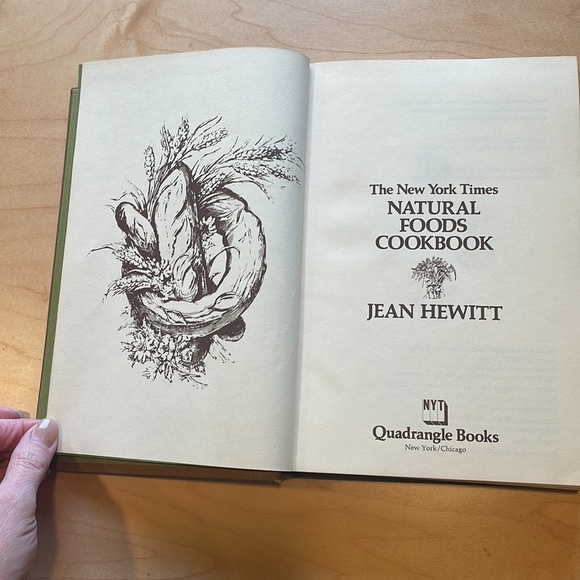 The New York Times
NATURAL
FOODS
COOKBOOK
JEAN HEWITT
NYT
Quadrangle Books
New York/Chicago